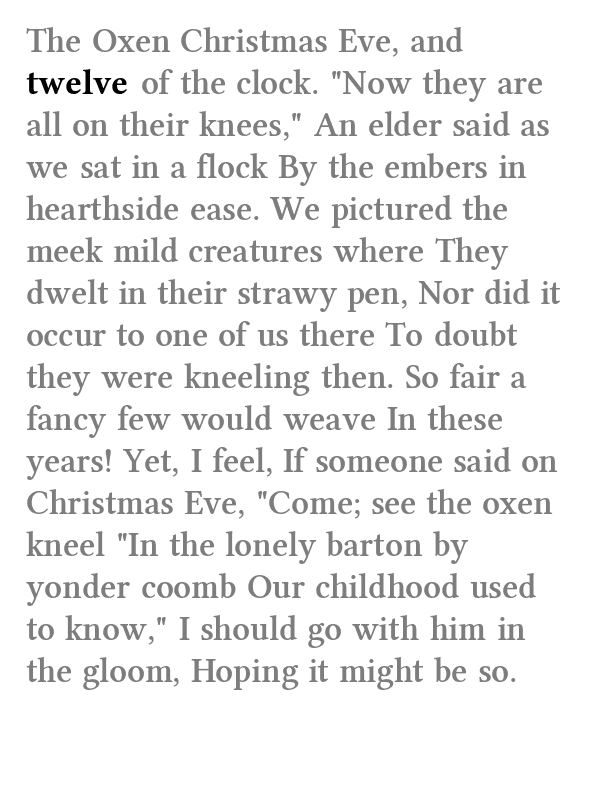 The Oxen Christmas Eve, and
twelve of the clock. "Now they are
all on their knees," An elder said as
we sat in a flock By the embers in
hearthside ease. We pictured the
meek mild creatures where They
dwelt in their strawy pen, Nor did it
occur to one of us there To doubt
they were kneeling then. So fair a
fancy few would weave In these
years! Yet, I feel, If someone said on
Christmas Eve, "Come; see the oxen
kneel "In the lonely barton by
yonder coomb Our childhood used
to know," I should go with him in
the gloom, Hoping it might be so.